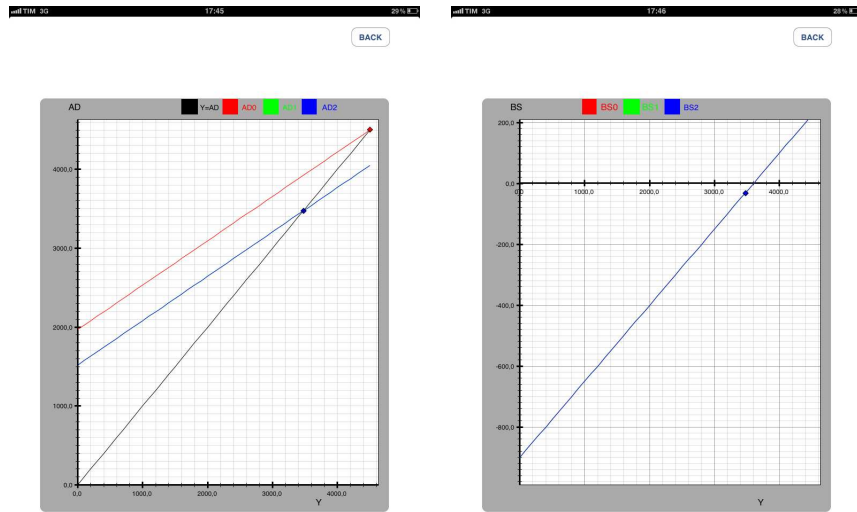 TIM 3G 17:45 29 %
BACK
AD Y=AD AD0 AD1 AD2
4000,0
3000,0
2000,0
1000,0
0,0
0,0 1000,0 2000,0 3000,0 4000,0
Y
TIM 3G 17:46 28 %
BACK
BS BS0 BS1 BS2
200,0
0,0
0,0 1000,0 2000,0 3000,0 4000,0
-200,0
-400,0
-600,0
-800,0
Y